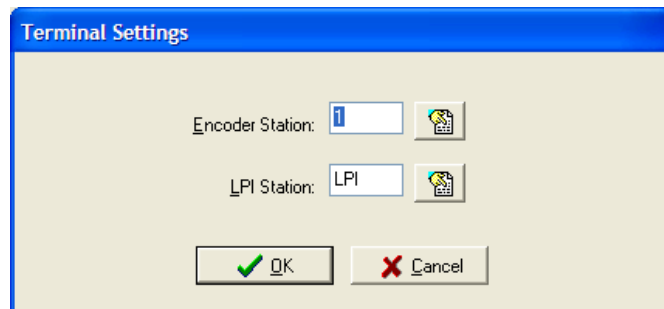 Terminal Settings
Encoder Station: 1
LPI Station: LPI
OK Cancel